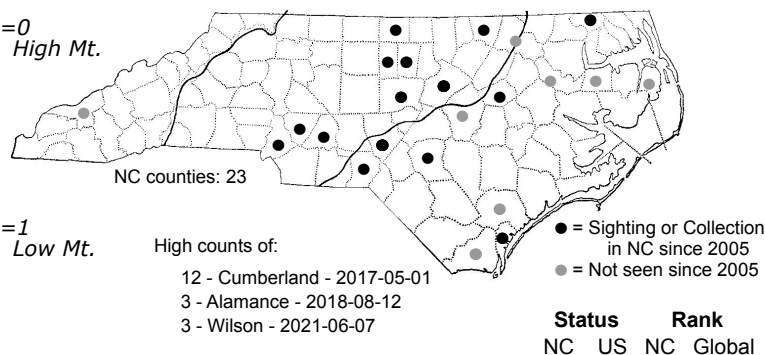 =0
High Mt.
NC counties: 23
=1
Low Mt.
High counts of:
12 - Cumberland - 2017-05-01
3 - Alamance - 2018-08-12
3 - Wilson - 2021-06-07
= Sighting or Collection
in NC since 2005
= Not seen since 2005
Status Rank
NC US NC Global